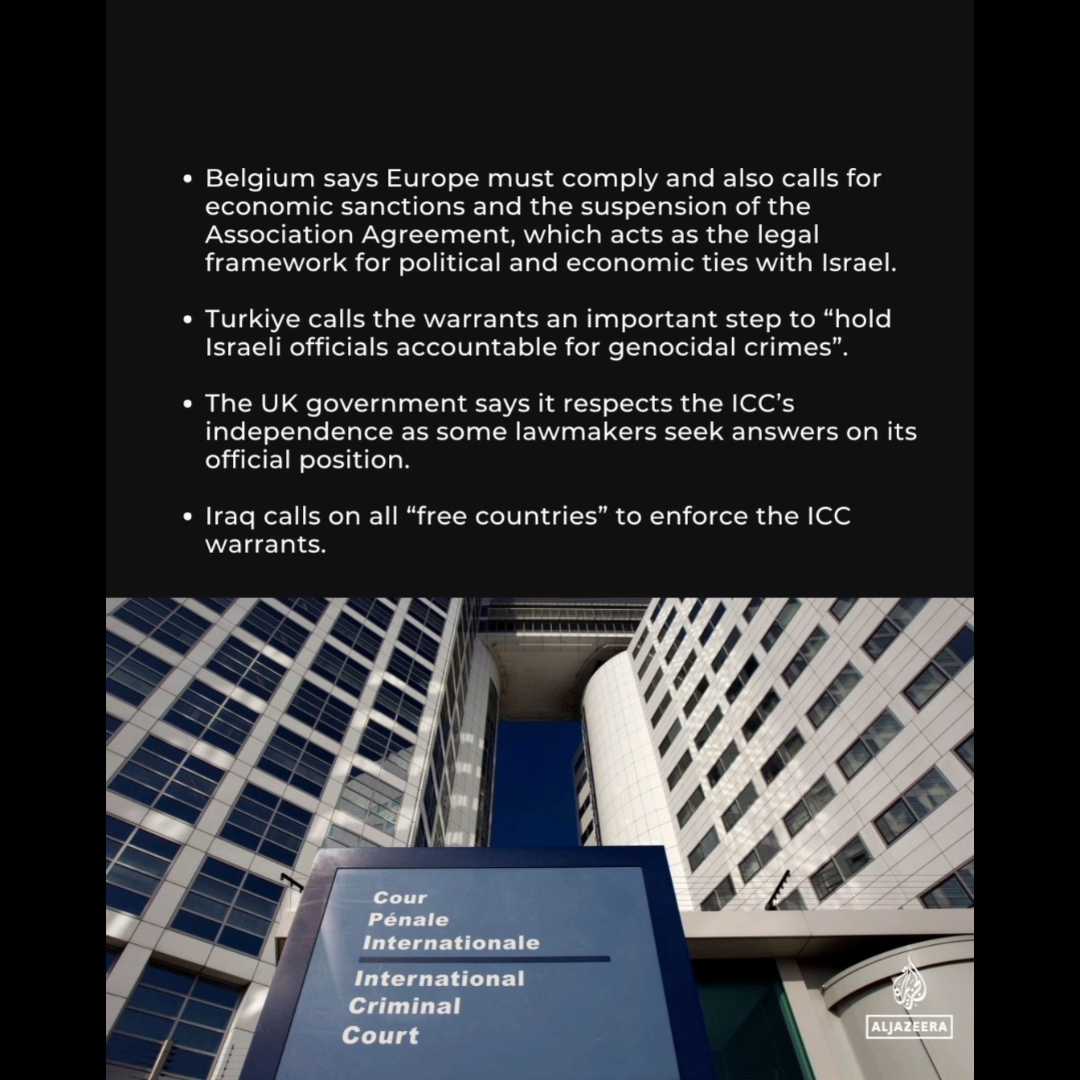 • Belgium says Europe must comply and also calls for
economic sanctions and the suspension of the
Association Agreement, which acts as the legal
framework for political and economic ties with Israel.
• Turkiye calls the warrants an important step to “hold
Israeli officials accountable for genocidal crimes”.
• The UK government says it respects the ICC’s
independence as some lawmakers seek answers on its
official position.
• Iraq calls on all “free countries” to enforce the ICC
warrants.
Cour
Pénale
Internationale
International
Criminal
Court
ALJAZEERA